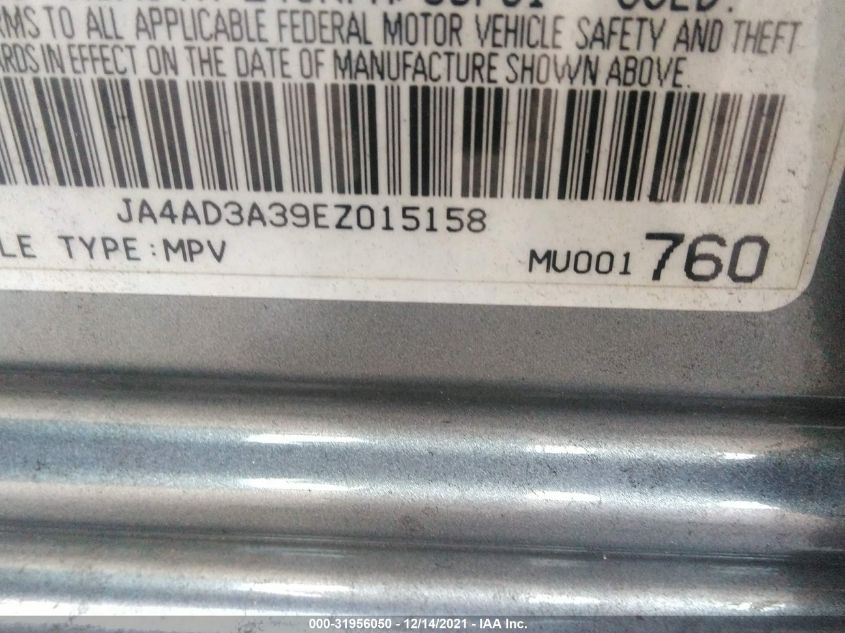 RMS TO ALL APPLICABLE FEDERAL MOTOR VEHICLE SAFETY AND THEFT
RDS IN EFFECT ON THE DATE OF MANUFACTURE SHOWN ABOVE.
JA4AD3A39EZ015158
LE TYPE:MPV
MU001 760
000-31956050 - 12/14/2021 - IAA Inc.